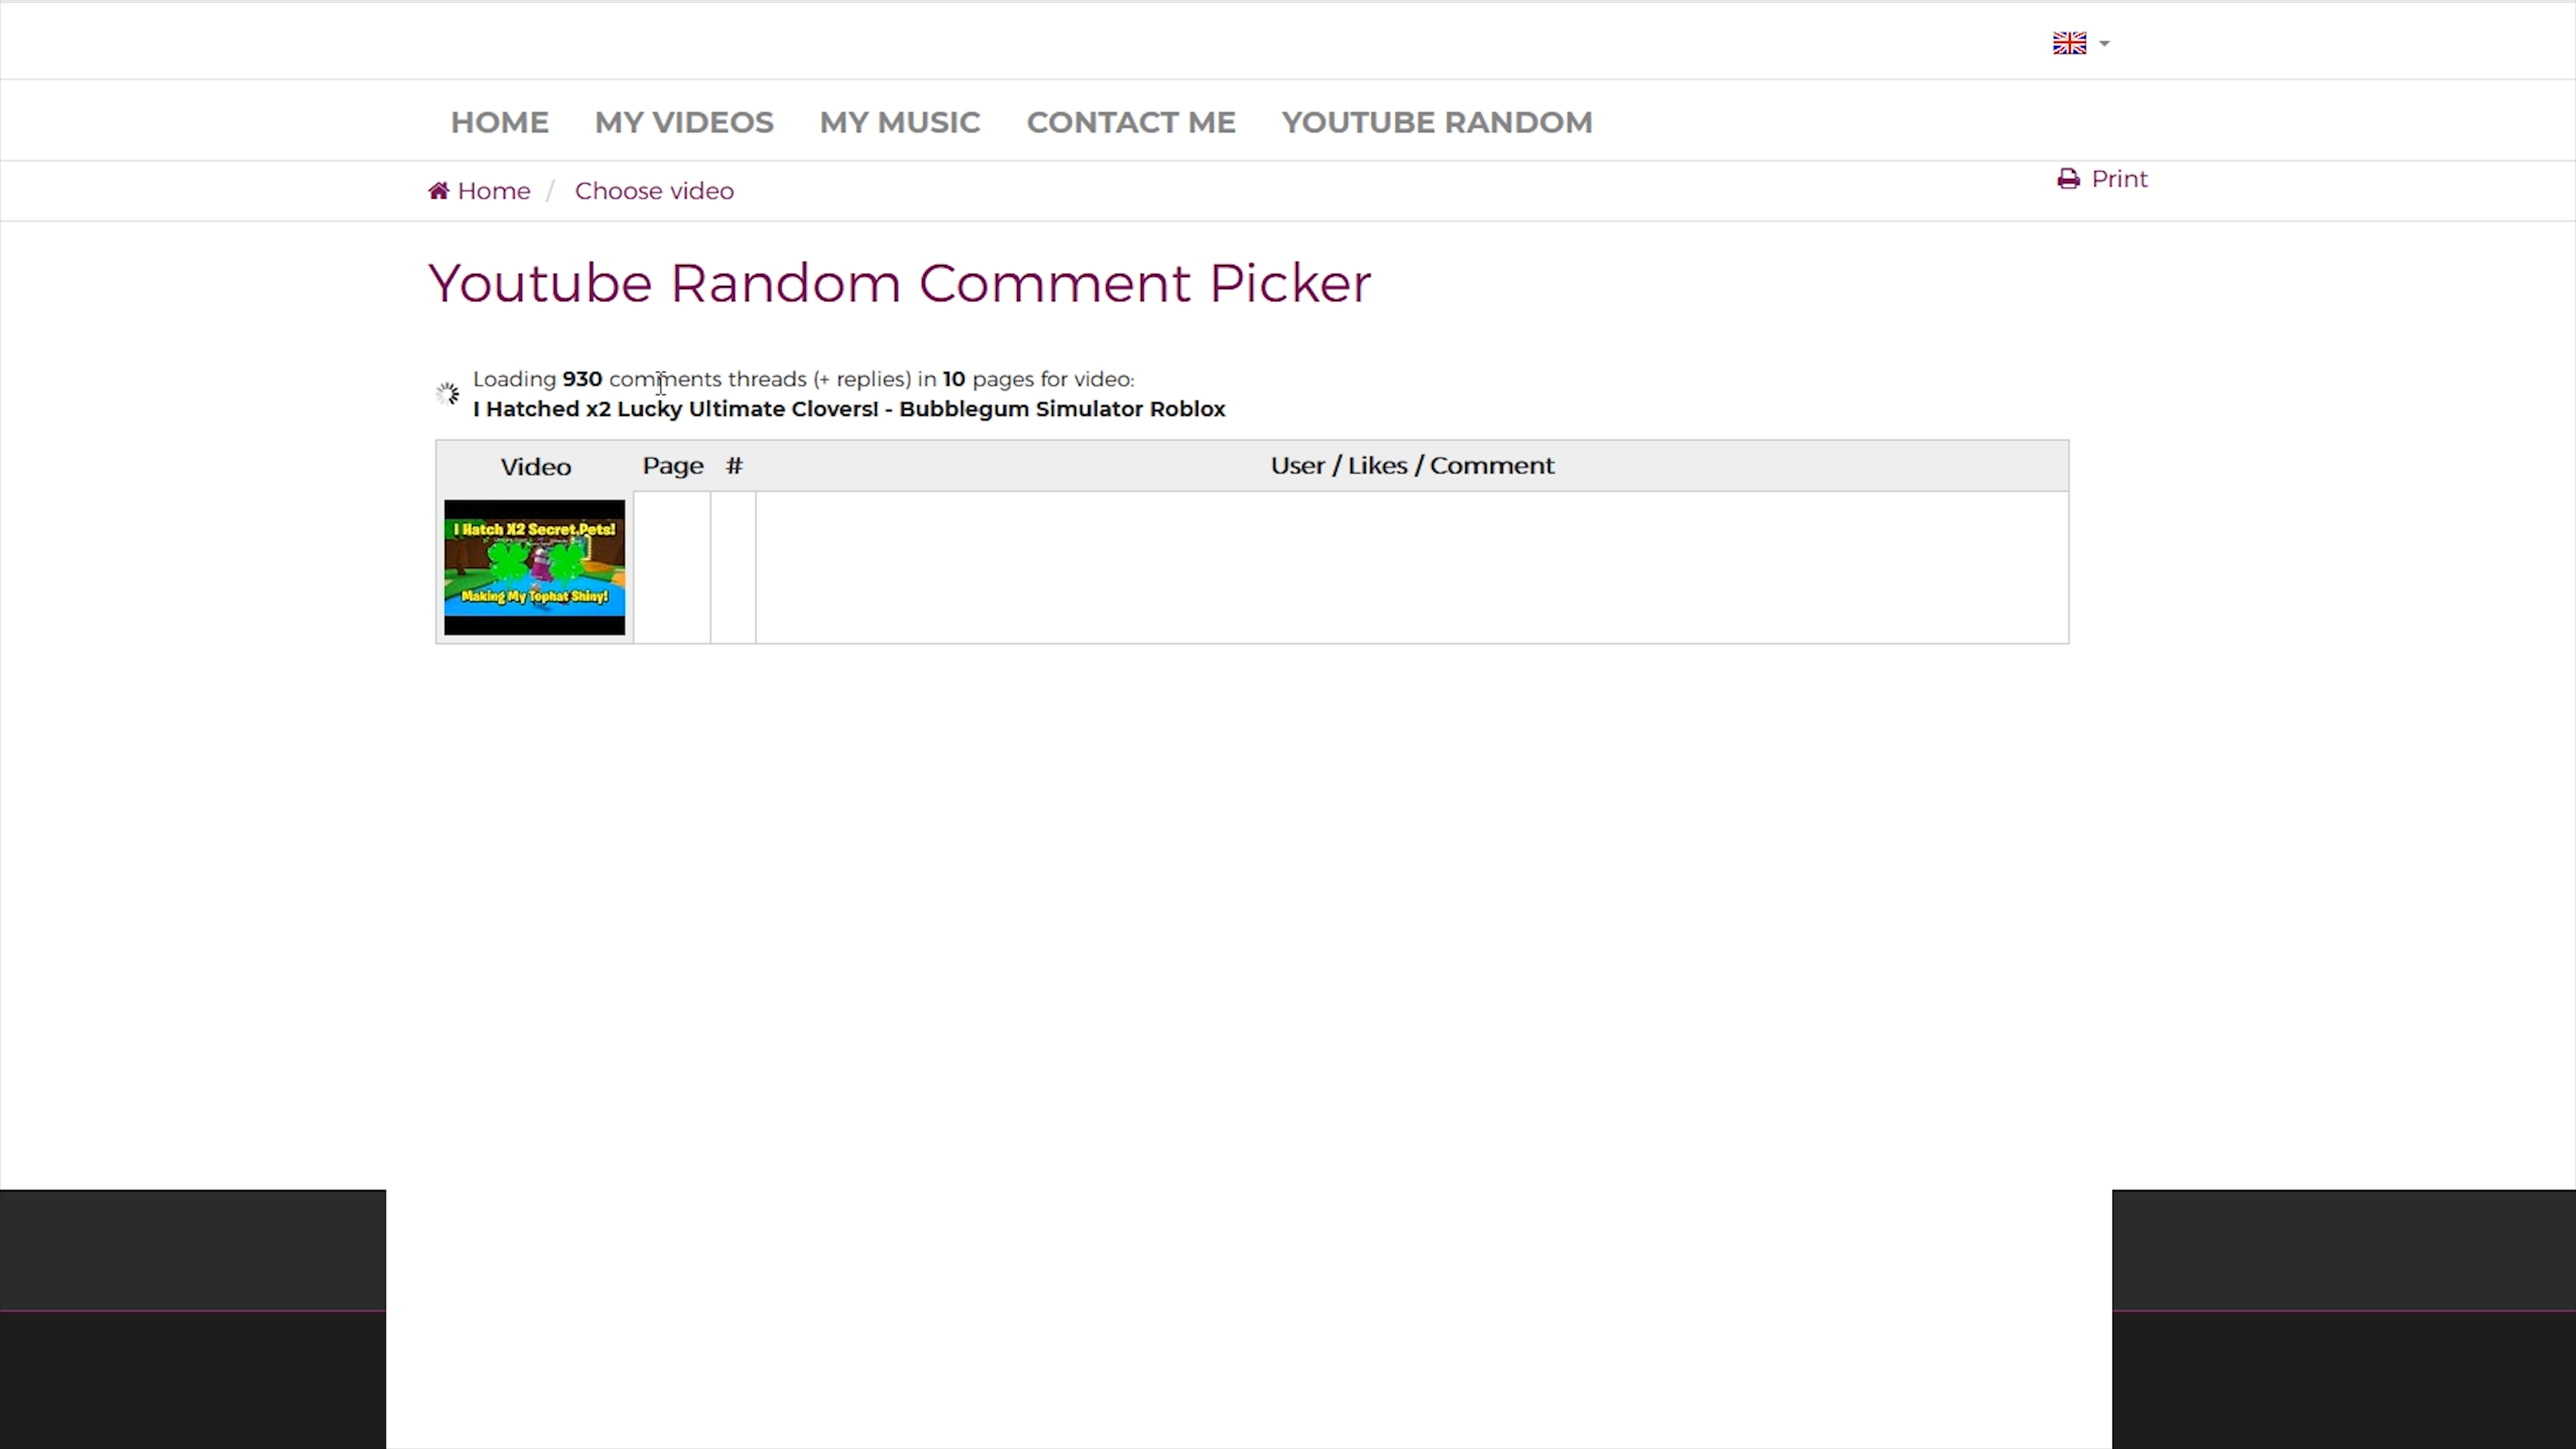 HOME MY VIDEOS MY MUSIC CONTACT ME YOUTUBE RANDOM
Home / Choose video
Print
Youtube Random Comment Picker
Loading 930 comments threads (+ replies) in 10 pages for video:
I Hatched x2 Lucky Ultimate Clovers! - Bubblegum Simulator Roblox
Video Page # User / Likes / Comment
I Hatch X2 Secret Pets!
Making My Tophat Shiny!